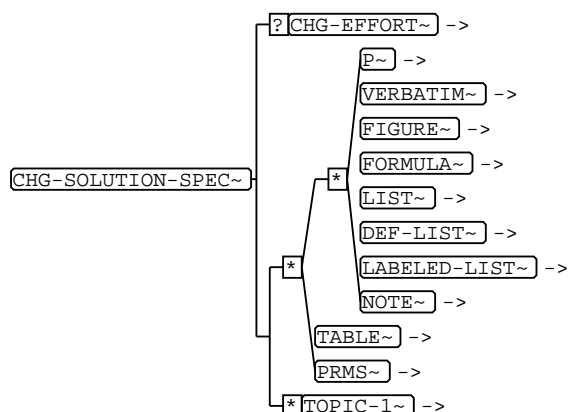 ? CHG-EFFORT~ ->
P~ ->
VERBATIM~ ->
FIGURE~ ->
FORMULA~ ->
CHG-SOLUTION-SPEC~ *
LIST~ ->
DEF-LIST~ ->
* LABELED-LIST~ ->
NOTE~ ->
TABLE~ ->
PRMS~ ->
* TOPIC-1~ ->